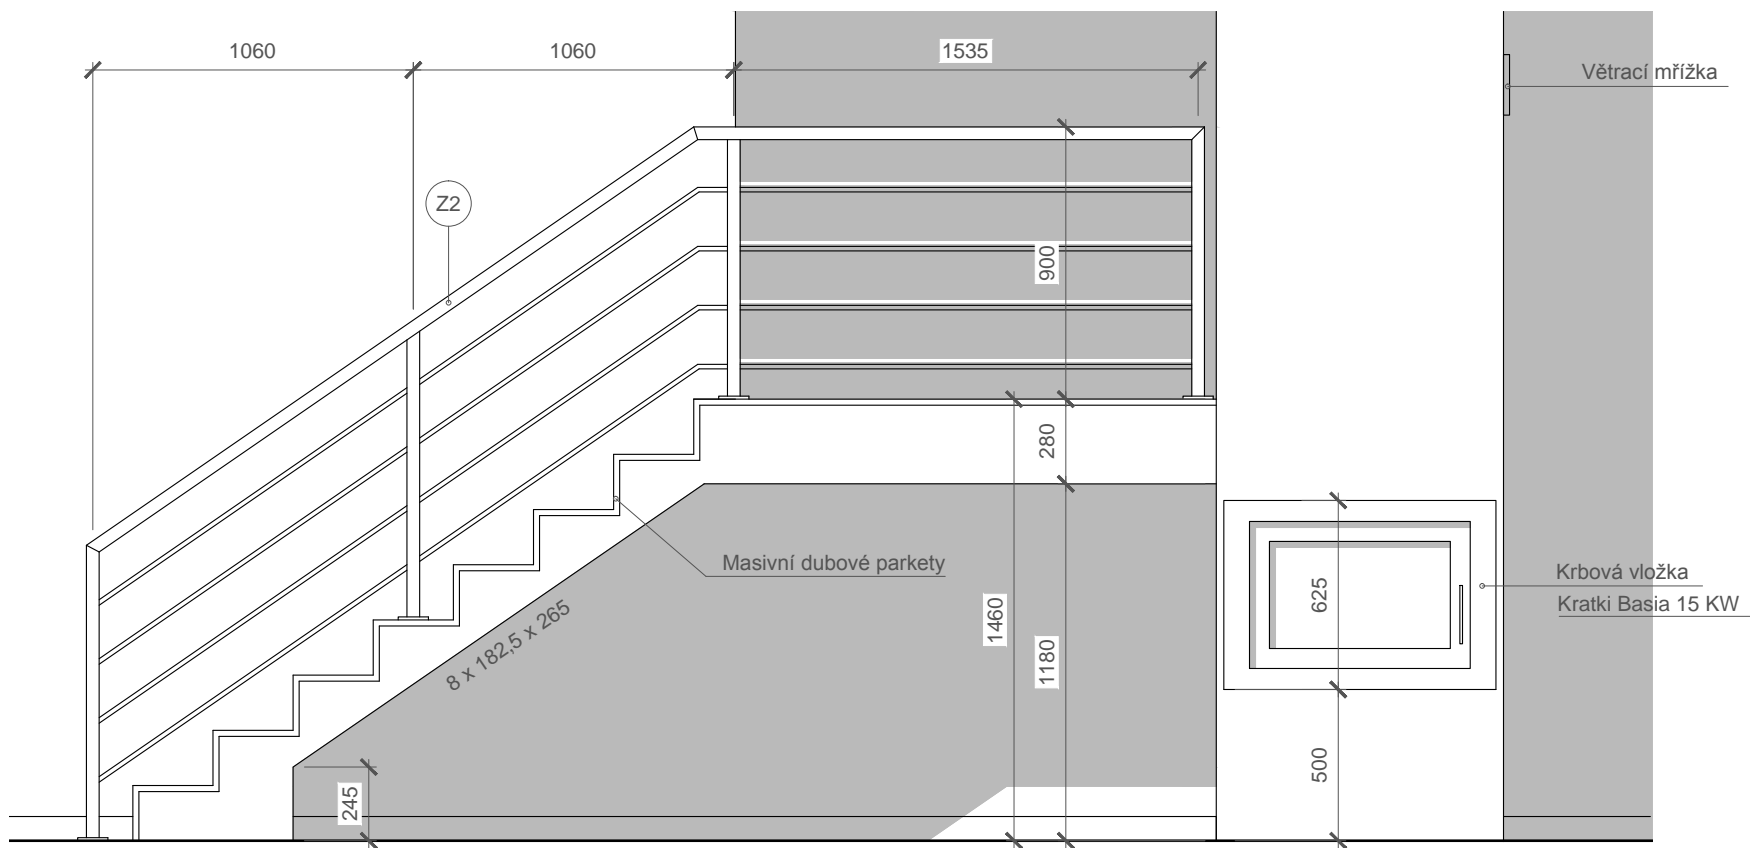 1060
1060
1535
Větrací mřížka
Z2
900
280
Masivní dubové parkety
8 x 182,5 x 265
1460
1180
625
Krbová vložka
Kratki Basia 15 KW
500
245